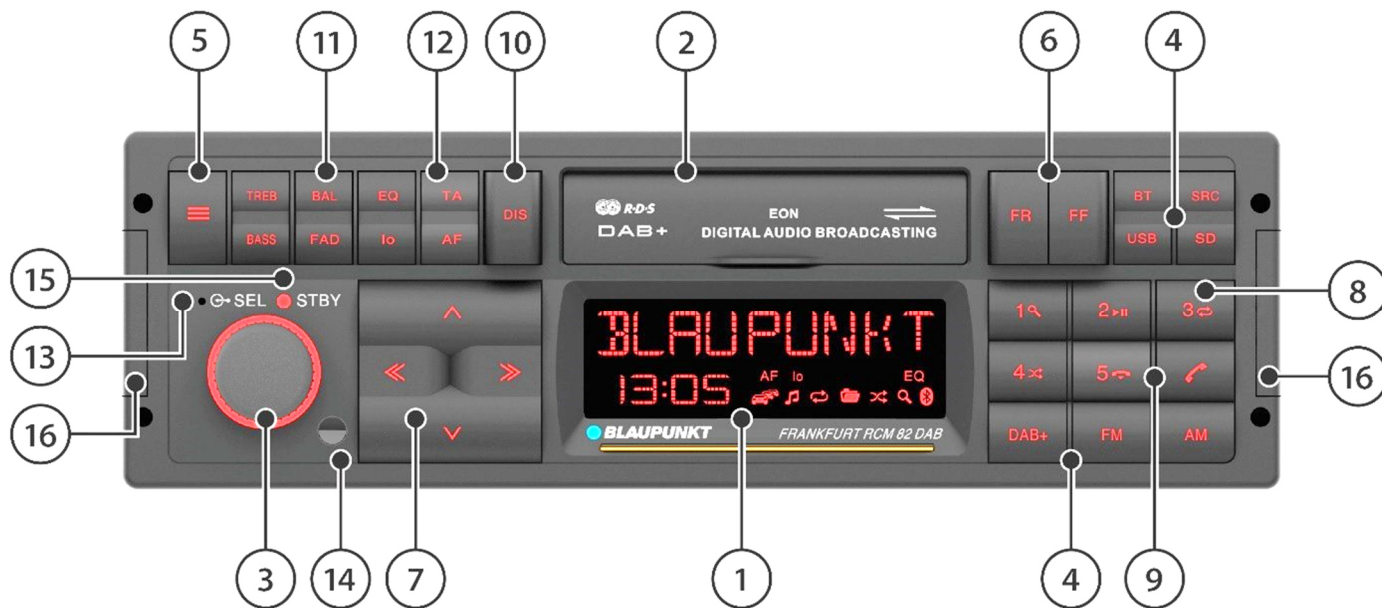 5 11 12 10 2 6 4
TREB BAL EQ TA
BASS FAD lo AF
DIS
R·D·S
DAB+
EON
DIGITAL AUDIO BROADCASTING
FR FF
BT SRC
USB SD
15
13
16
SEL STBY
BLAUPUNKT
AF lo EQ
13:05
BLAUPUNKT FRANKFURT RCM 82 DAB
1 2 3
4 5
DAB+ FM AM
8
16
3 14 7 1 4 9